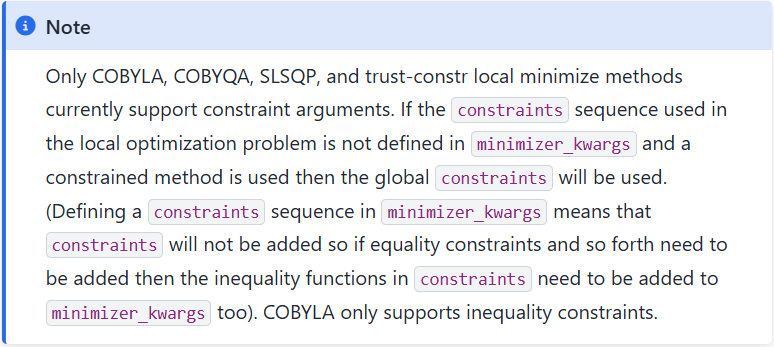 Note
Only COBYLA, COBYQA, SLSQP, and trust-constr local minimize methods
currently support constraint arguments. If the constraints sequence used in
the local optimization problem is not defined in minimizer_kwargs and a
constrained method is used then the global constraints will be used.
(Defining a constraints sequence in minimizer_kwargs means that
constraints will not be added so if equality constraints and so forth need to
be added then the inequality functions in constraints need to be added to
minimizer_kwargs too). COBYLA only supports inequality constraints.